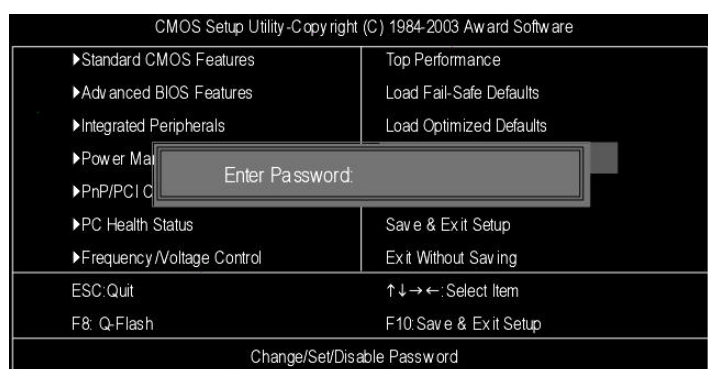 CMOS Setup Utility-Copyright (C) 1984-2003 Award Software
▶Standard CMOS Features
▶Advanced BIOS Features
▶Integrated Peripherals
▶Power Ma
▶PnP/PCI C
▶PC Health Status
▶Frequency/Voltage Control
Top Performance
Load Fail-Safe Defaults
Load Optimized Defaults
Enter Password:
Save & Exit Setup
Exit Without Saving
ESC:Quit
↑↓→←:Select Item
F8: Q-Flash
F10:Save & Exit Setup
Change/Set/Disable Password